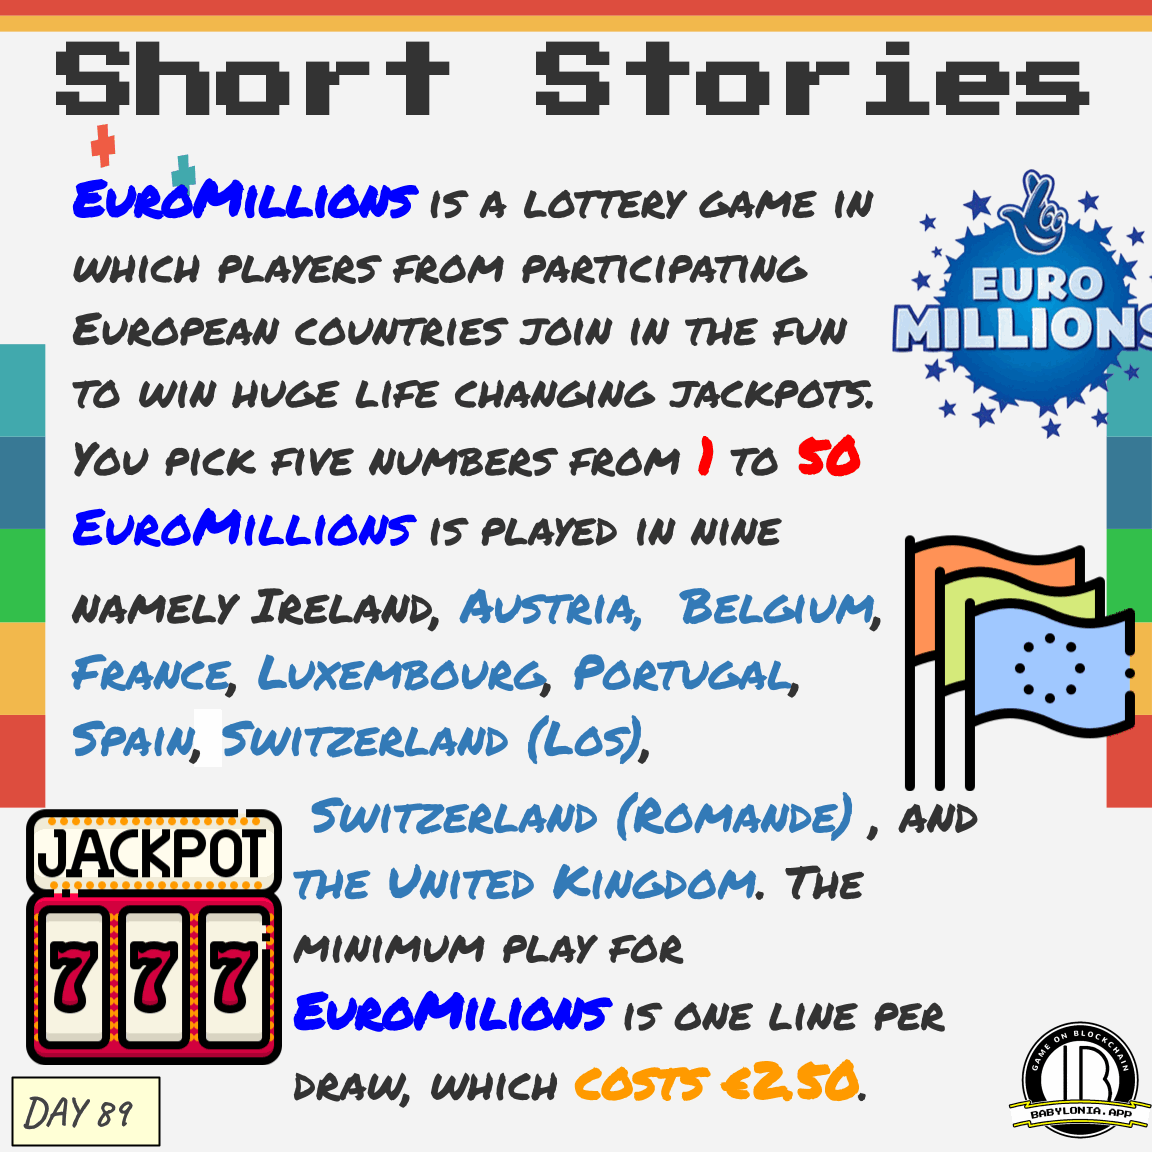 Short Stories
EuroMillions is a lottery game in
which players from participating
European countries join in the fun
to win huge life changing jackpots.
You pick five numbers from 1 to 50
EuroMillions is played in nine
namely Ireland, Austria, Belgium,
France, Luxembourg, Portugal,
Spain, Switzerland (Los),
Switzerland (Romande) , and
the United Kingdom. The
minimum play for
EuroMilions is one line per
draw, which costs €2.50.
EURO
MILLIONS
JACKPOT
7 7 7
DAY 89
GAME ON BLOCKCHAIN
B
BABYLONIA.APP